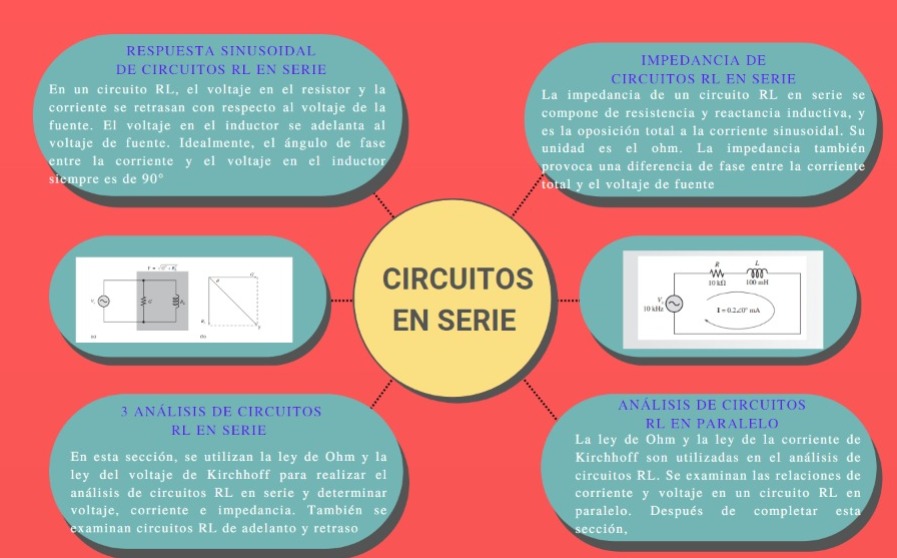 RESPUESTA SINUSOIDAL
DE CIRCUITOS RL EN SERIE
En un circuito RL, el voltaje en el resistor y la
corriente se retrasan con respecto al voltaje de la
fuente. El voltaje en el inductor se adelanta al
voltaje de fuente. Idealmente, el ángulo de fase
entre la corriente y el voltaje en el inductor
siempre es de 90°
IMPEDANCIA DE
CIRCUITOS RL EN SERIE
La impedancia de un circuito RL en serie se
compone de resistencia y reactancia inductiva, y
es la oposición total a la corriente sinusoidal. Su
unidad es el ohm. La impedancia también
provoca una diferencia de fase entre la corriente
total y el voltaje de fuente
CIRCUITOS
EN SERIE
R L
10 kΩ 100 mH
10 kHz
I = 0.2∠0° mA
3 ANÁLISIS DE CIRCUITOS
RL EN SERIE
En esta sección, se utilizan la ley de Ohm y la
ley del voltaje de Kirchhoff para realizar el
análisis de circuitos RL en serie y determinar
voltaje, corriente e impedancia. También se
examinan circuitos RL de adelanto y retraso
ANÁLISIS DE CIRCUITOS
RL EN PARALELO
La ley de Ohm y la ley de la corriente de
Kirchhoff son utilizadas en el análisis de
circuitos RL. Se examinan las relaciones de
corriente y voltaje en un circuito RL en
paralelo. Después de completar esta
sección,